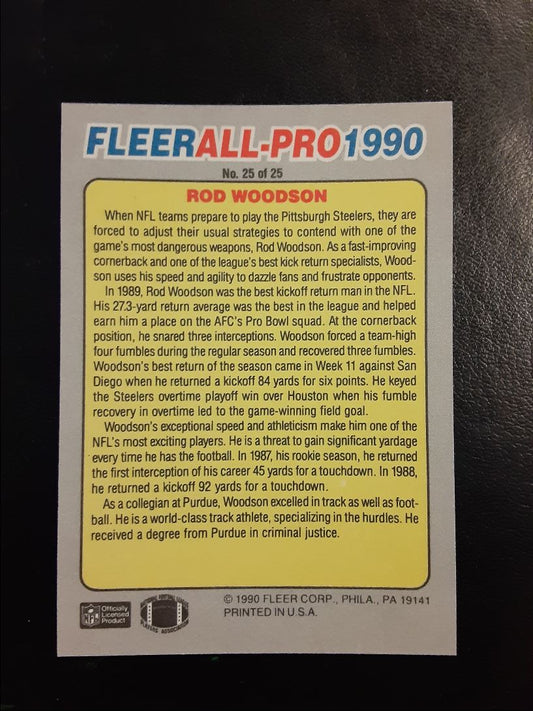 FLEER ALL-PRO 1990
No. 25 of 25
ROD WOODSON
When NFL teams prepare to play the Pittsburgh Steelers, they are
forced to adjust their usual strategies to contend with one of the
game's most dangerous weapons, Rod Woodson. As a fast-improving
cornerback and one of the league's best kick return specialists, Wood-
son uses his speed and agility to dazzle fans and frustrate opponents.
In 1989, Rod Woodson was the best kickoff return man in the NFL.
His 27.3-yard return average was the best in the league and helped
earn him a place on the AFC's Pro Bowl squad. At the cornerback
position, he snared three interceptions. Woodson forced a team-high
four fumbles during the regular season and recovered three fumbles.
Woodson's best return of the season came in Week 11 against San
Diego when he returned a kickoff 84 yards for six points. He keyed
the Steelers overtime playoff win over Houston when his fumble
recovery in overtime led to the game-winning field goal.
Woodson's exceptional speed and athleticism make him one of the
NFL's most exciting players. He is a threat to gain significant yardage
every time he has the football. In 1987, his rookie season, he returned
the first interception of his career 45 yards for a touchdown. In 1988,
he returned a kickoff 92 yards for a touchdown.
As a collegian at Purdue, Woodson excelled in track as well as foot-
ball. He is a world-class track athlete, specializing in the hurdles. He
received a degree from Purdue in criminal justice.
NFL
Officially
Licensed
Product
NATIONAL FOOTBALL LEAGUE
PLAYERS ASSOCIATION
© 1990 FLEER CORP., PHILA., PA 19141
PRINTED IN U.S.A.